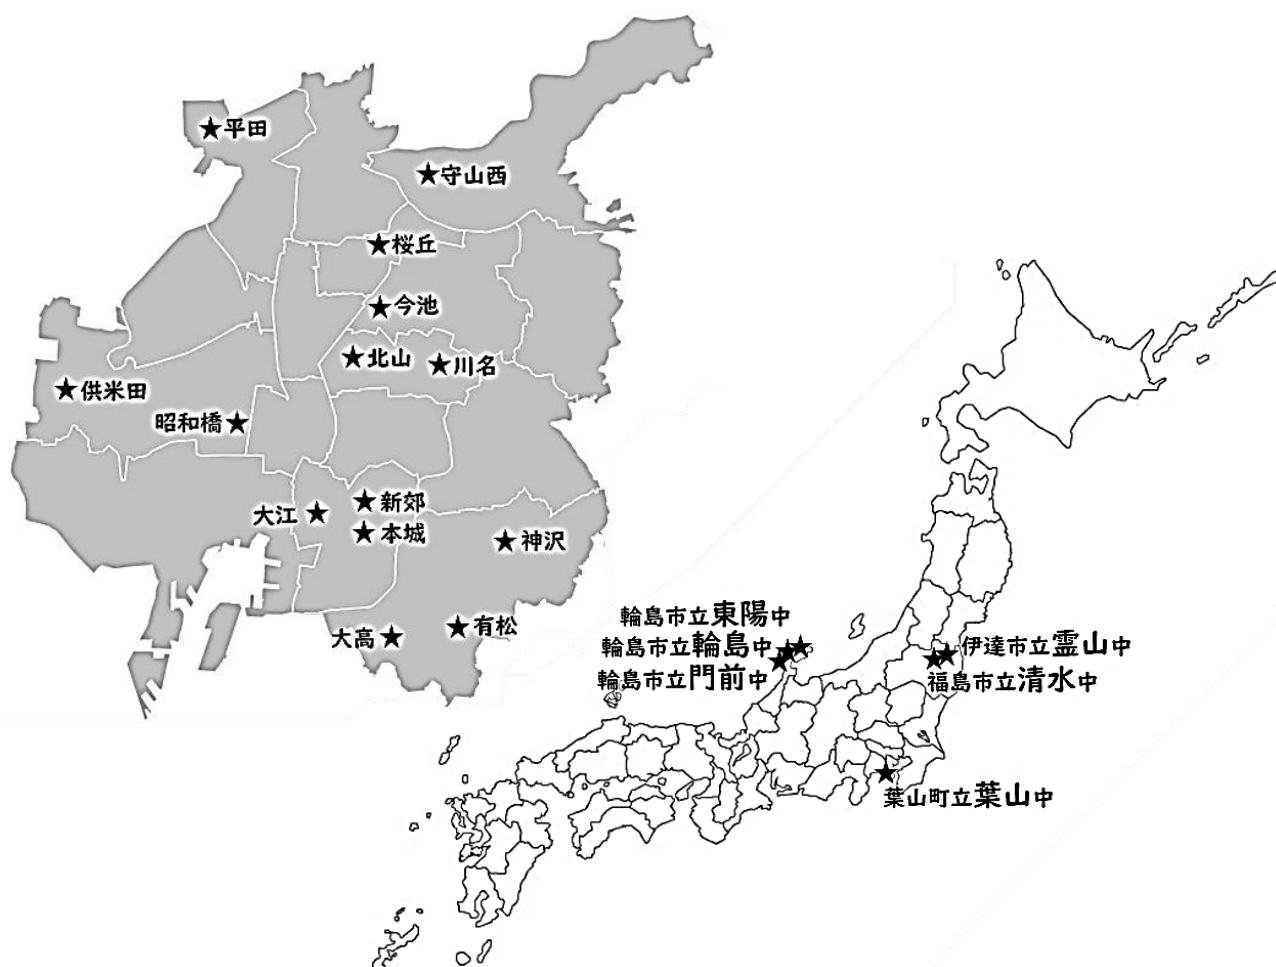 平田
守山西
桜丘
今池
北山
川名
供米田
昭和橋
大江
新郊
本城
神沢
大高
有松
輪島市立東陽中
輪島市立輪島中
輪島市立門前中
伊達市立霊山中
福島市立清水中
葉山町立葉山中